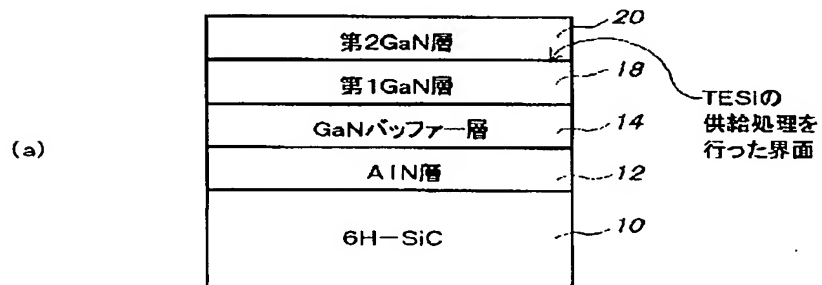 第2GaN層
20
第1GaN層
18
TESiの
供給処理を
行った界面
GaNバッファー層
14
(a)
AlN層
12
6H-SiC
10